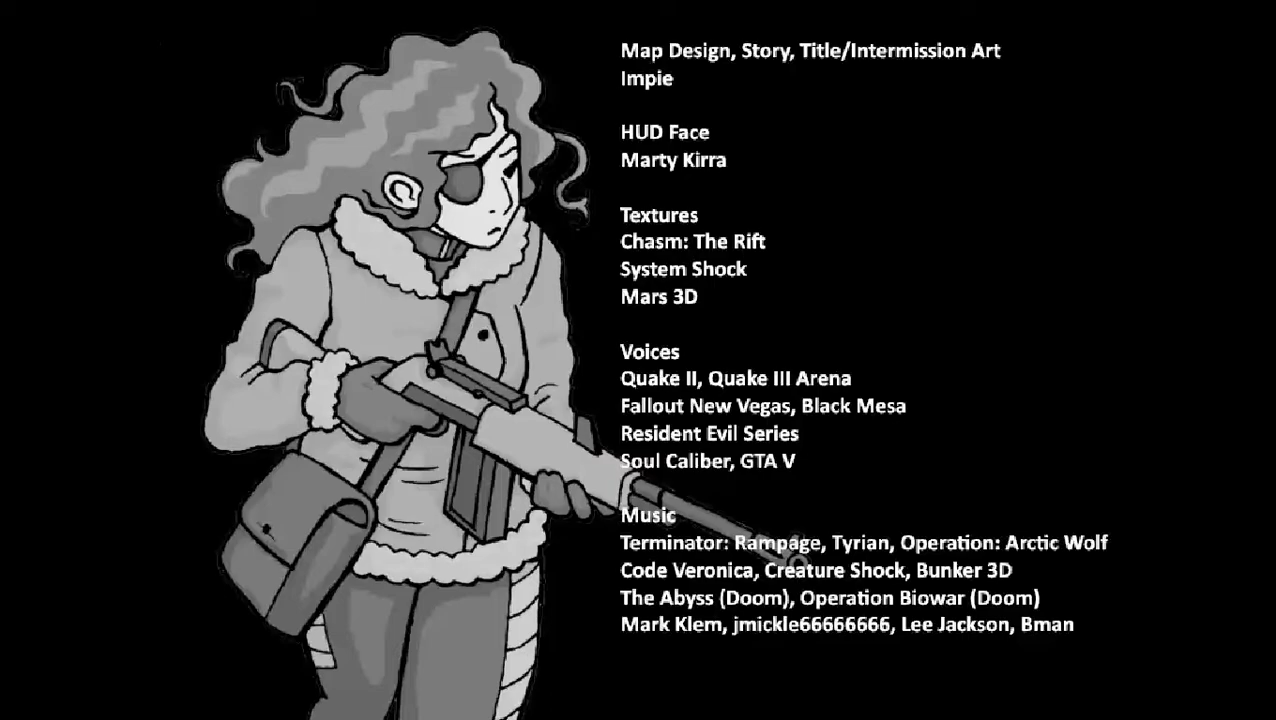 Map Design, Story, Title/Intermission Art
Impie
HUD Face
Marty Kirra
Textures
Chasm: The Rift
System Shock
Mars 3D
Voices
Quake II, Quake III Arena
Fallout New Vegas, Black Mesa
Resident Evil Series
Soul Caliber, GTA V
Music
Terminator: Rampage, Tyrian, Operation: Arctic Wolf
Code Veronica, Creature Shock, Bunker 3D
The Abyss (Doom), Operation Biowar (Doom)
Mark Klem, jmickle66666666, Lee Jackson, Bman